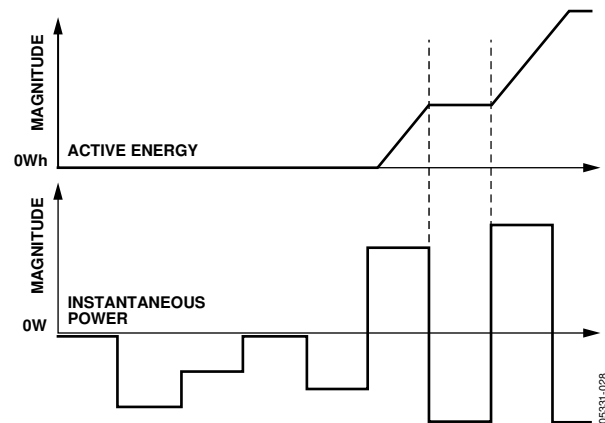 MAGNITUDE
ACTIVE ENERGY
0Wh
MAGNITUDE
INSTANTANEOUS
POWER
0W
05331-028